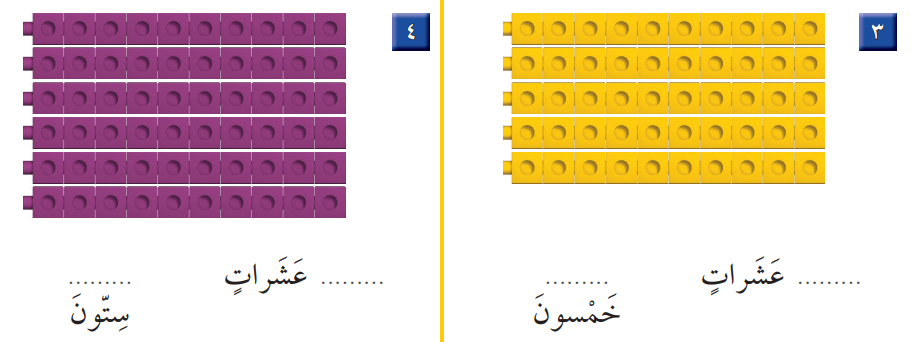 ٣
......... عَشَراتٍ .........
خَمْسونَ
٤
......... عَشَراتٍ .........
سِتّونَ